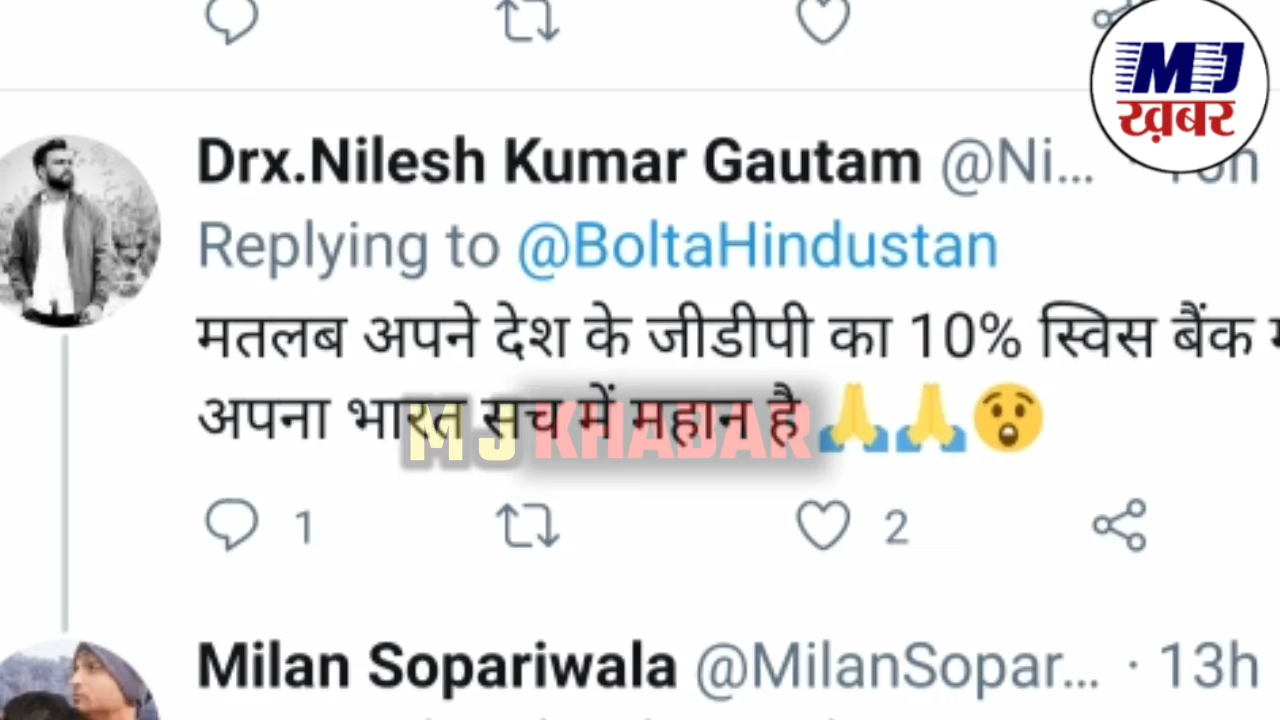 MJ
ख़बर
Drx.Nilesh Kumar Gautam @Ni...
Replying to @BoltaHindustan
मतलब अपने देश के जीडीपी का 10% स्विस बैंक
अपना भारत सच में महान है 🙏🙏😲
MJ KHABAR
1
2
Milan Sopariwala @MilanSopar... · 13h